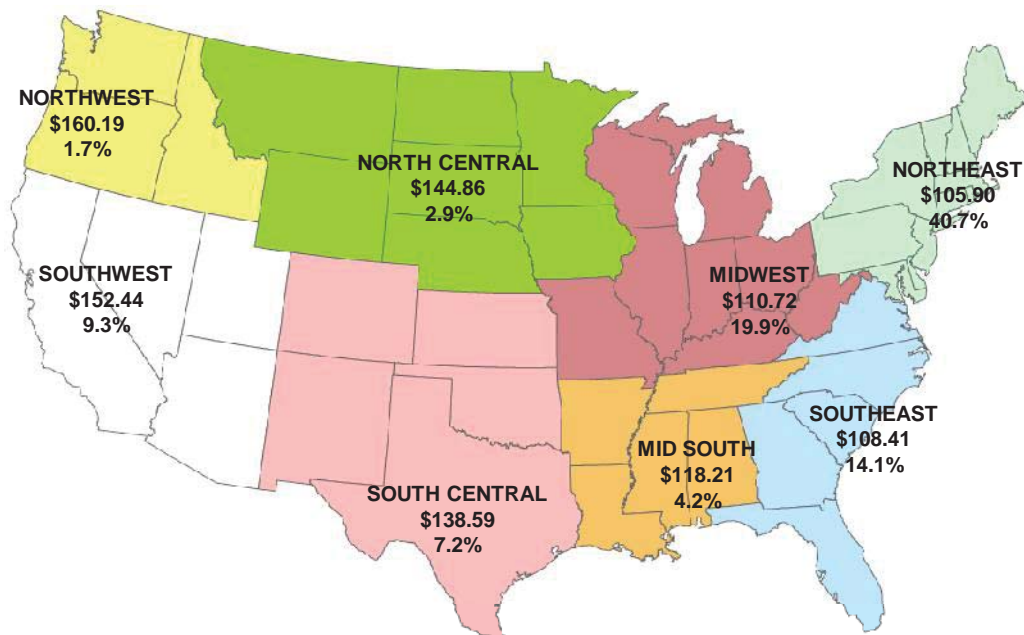 NORTHWEST
$160.19
1.7%
NORTH CENTRAL
$144.86
2.9%
NORTHEAST
$105.90
40.7%
SOUTHWEST
$152.44
9.3%
MIDWEST
$110.72
19.9%
SOUTHEAST
$108.41
14.1%
MID SOUTH
$118.21
4.2%
SOUTH CENTRAL
$138.59
7.2%